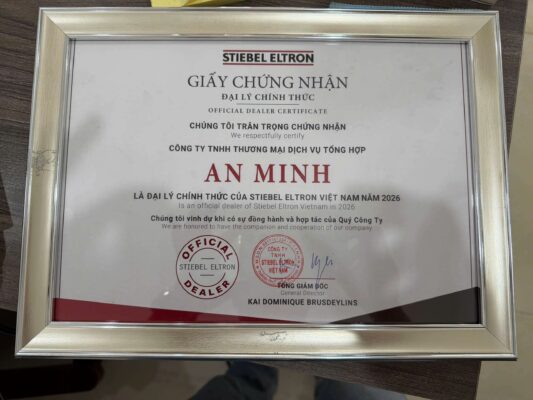 STIEBEL ELTRON
GIẤY CHỨNG NHẬN
ĐẠI LÝ CHÍNH THỨC
OFFICIAL DEALER CERTIFICATE
CHÚNG TÔI TRÂN TRỌNG CHỨNG NHẬN
We respectfully certify
CÔNG TY TNHH THƯƠNG MẠI DỊCH VỤ TỔNG HỢP
AN MINH
LÀ ĐẠI LÝ CHÍNH THỨC CỦA STIEBEL ELTRON VIỆT NAM NĂM 2026
is an official dealer of Stiebel Eltron Vietnam in 2026
Chúng tôi vinh dự khi có sự đồng hành và hợp tác của Quý Công Ty
We are honored to have the companion and cooperation of our company
OFFICIAL
STIEBEL ELTRON
DEALER
CÔNG TY
TNHH
STIEBEL ELTRON
VIỆT NAM
TỔNG GIÁM ĐỐC
General Director
KAI DOMINIQUE BRUSDEYLINS